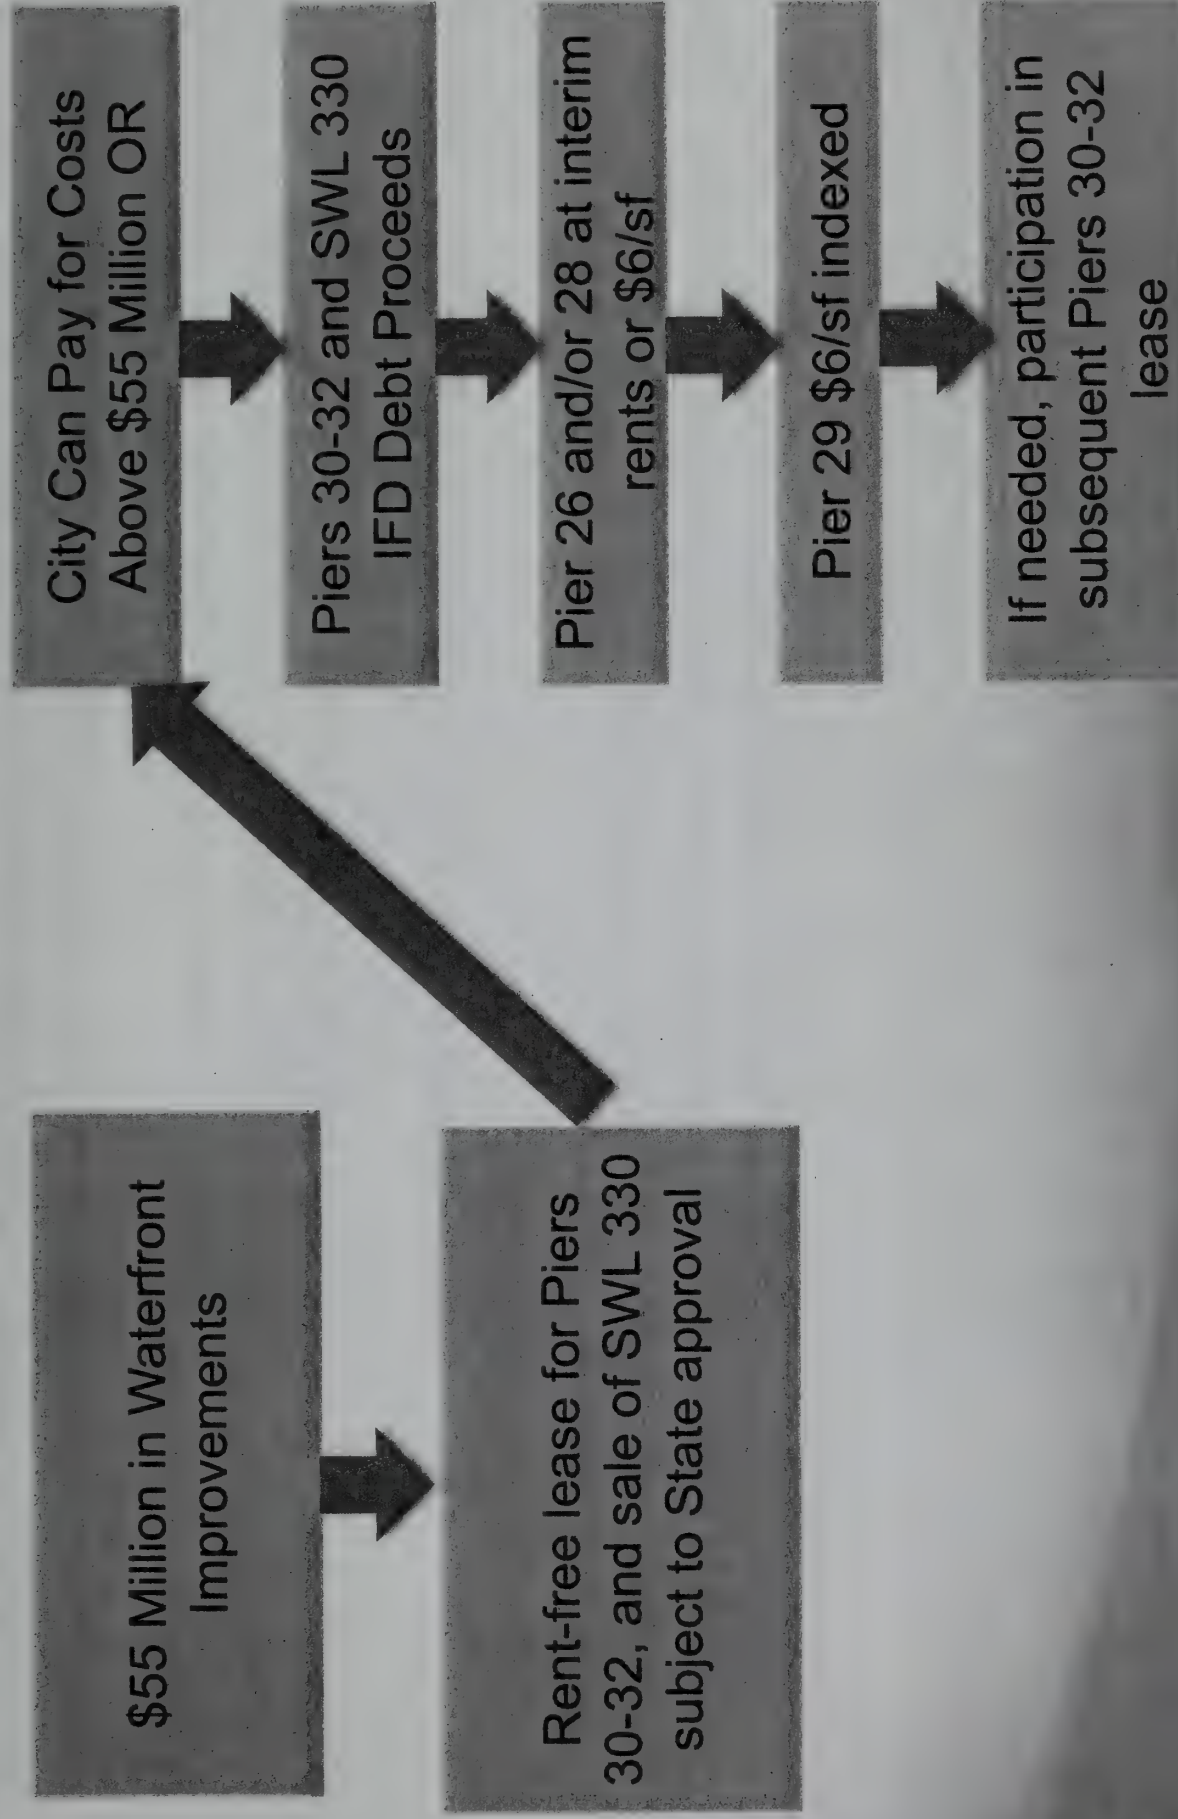 $55 Million in Waterfront
Improvements
Rent-free lease for Piers
30-32, and sale of SWL 330
subject to State approval
City Can Pay for Costs
Above $55 Million OR
Piers 30-32 and SWL 330
IFD Debt Proceeds
Pier 26 and/or 28 at interim
rents or $6/sf
Pier 29 $6/sf indexed
If needed, participation in
subsequent Piers 30-32
lease